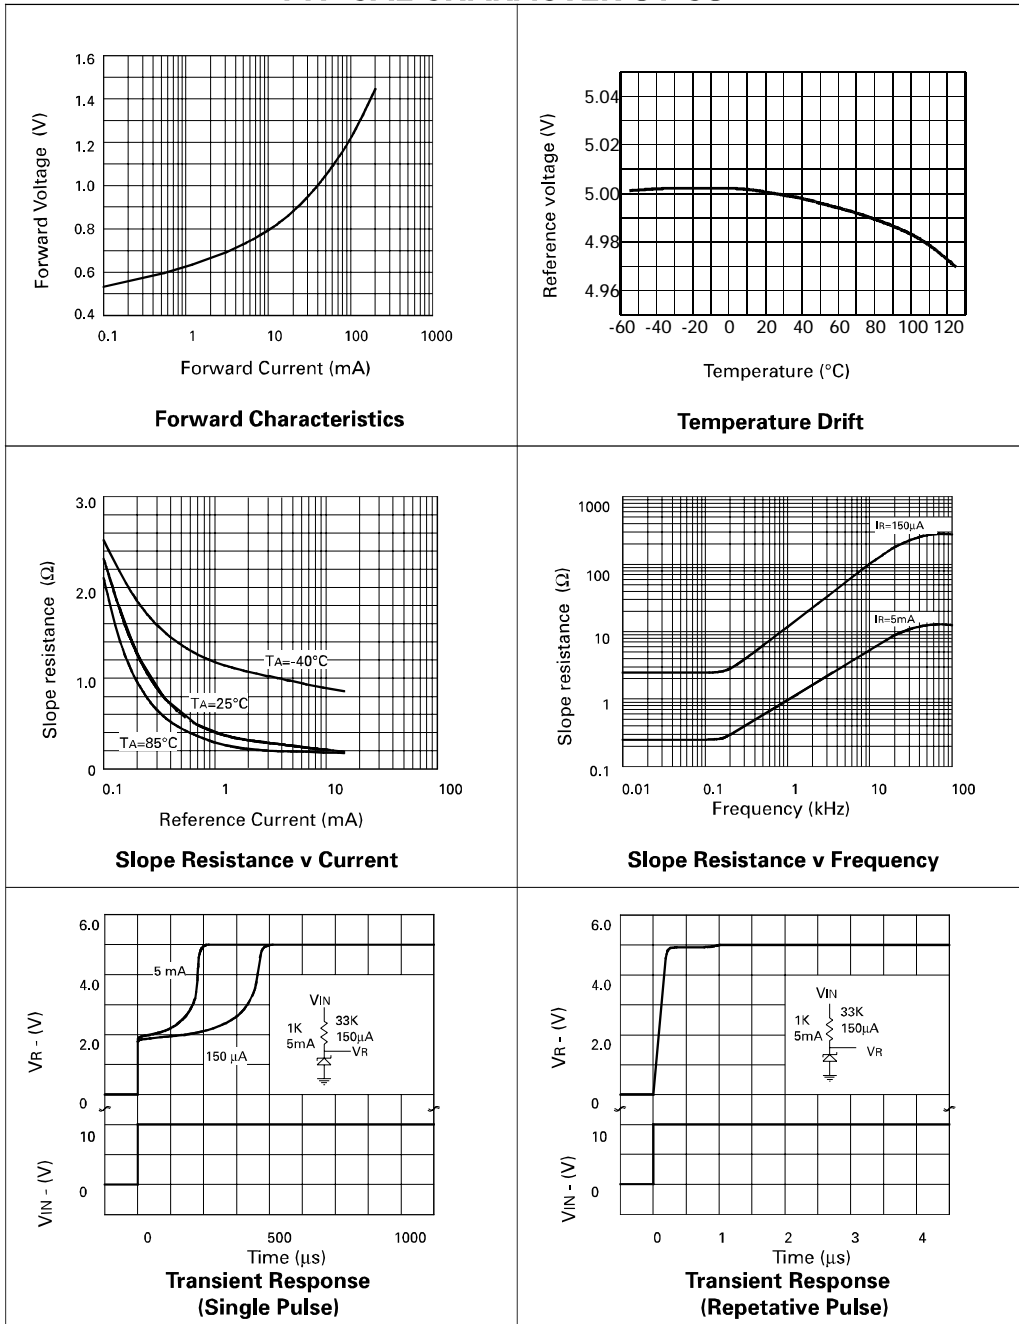 1.6
1.4
1.2
1.0
0.8
0.6
0.4
Forward Voltage (V)
0.1 1 10 100 1000
Forward Current (mA)
Forward Characteristics
5.04
5.02
5.00
4.98
4.96
Reference voltage (V)
-60 -40 -20 0 20 40 60 80 100 120
Temperature (°C)
Temperature Drift
3.0
2.0
1.0
0
Slope resistance (Ω)
TA=-40°C
TA=25°C
TA=85°C
0.1 1 10 100
Reference Current (mA)
Slope Resistance v Current
1000
100
10
1
0.1
Slope resistance (Ω)
IR=150µA
IR=5mA
0.01 0.1 1 10 100
Frequency (kHz)
Slope Resistance v Frequency
6.0
4.0
2.0
0
10
0
VR - (V)
VIN - (V)
5 mA
150 µA
VIN
1K
5mA
33K
150µA
VR
0 500 1000
Time (µs)
Transient Response
(Single Pulse)
6.0
4.0
2.0
0
10
0
VR - (V)
VIN - (V)
VIN
1K
5mA
33K
150µA
VR
0 1 2 3 4
Time (µs)
Transient Response
(Repetative Pulse)